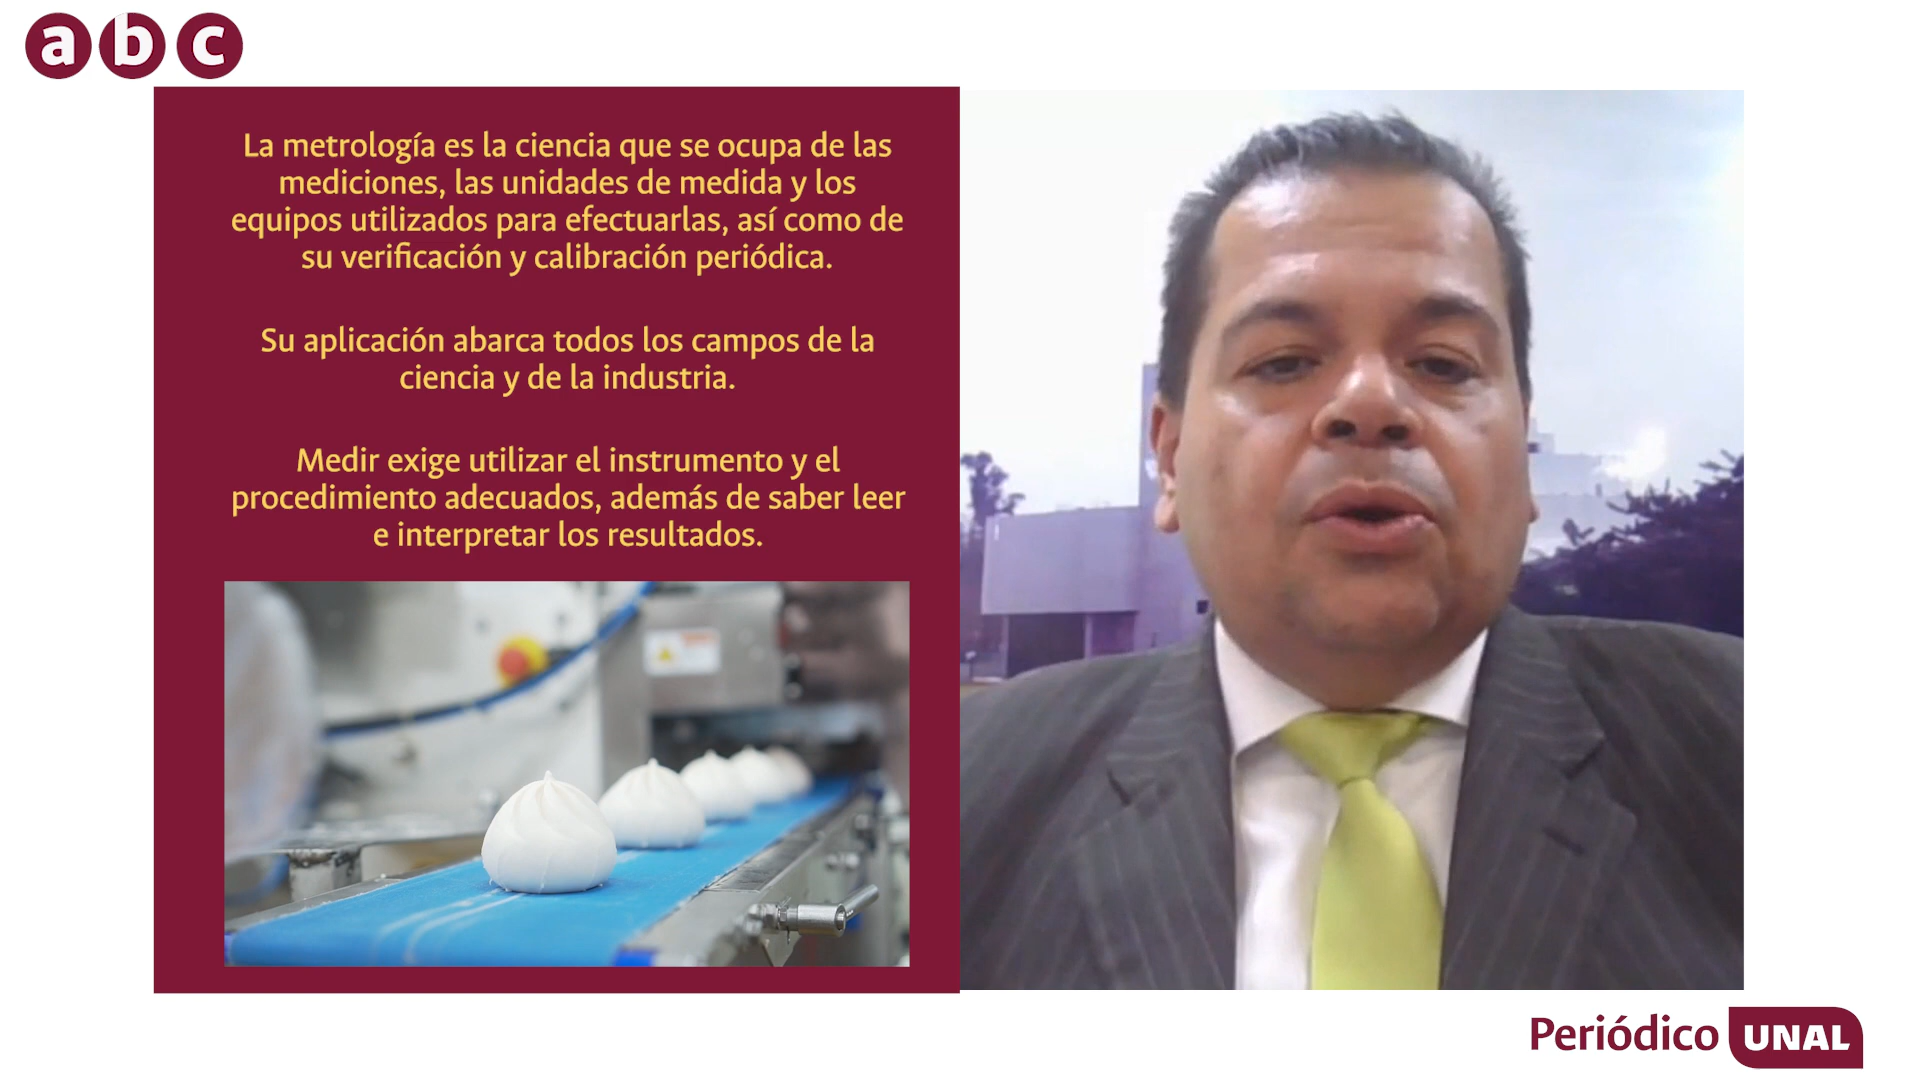 abc
La metrología es la ciencia que se ocupa de las
mediciones, las unidades de medida y los
equipos utilizados para efectuarlas, así como de
su verificación y calibración periódica.
Su aplicación abarca todos los campos de la
ciencia y de la industria.
Medir exige utilizar el instrumento y el
procedimiento adecuados, además de saber leer
e interpretar los resultados.
Periódico UNAL